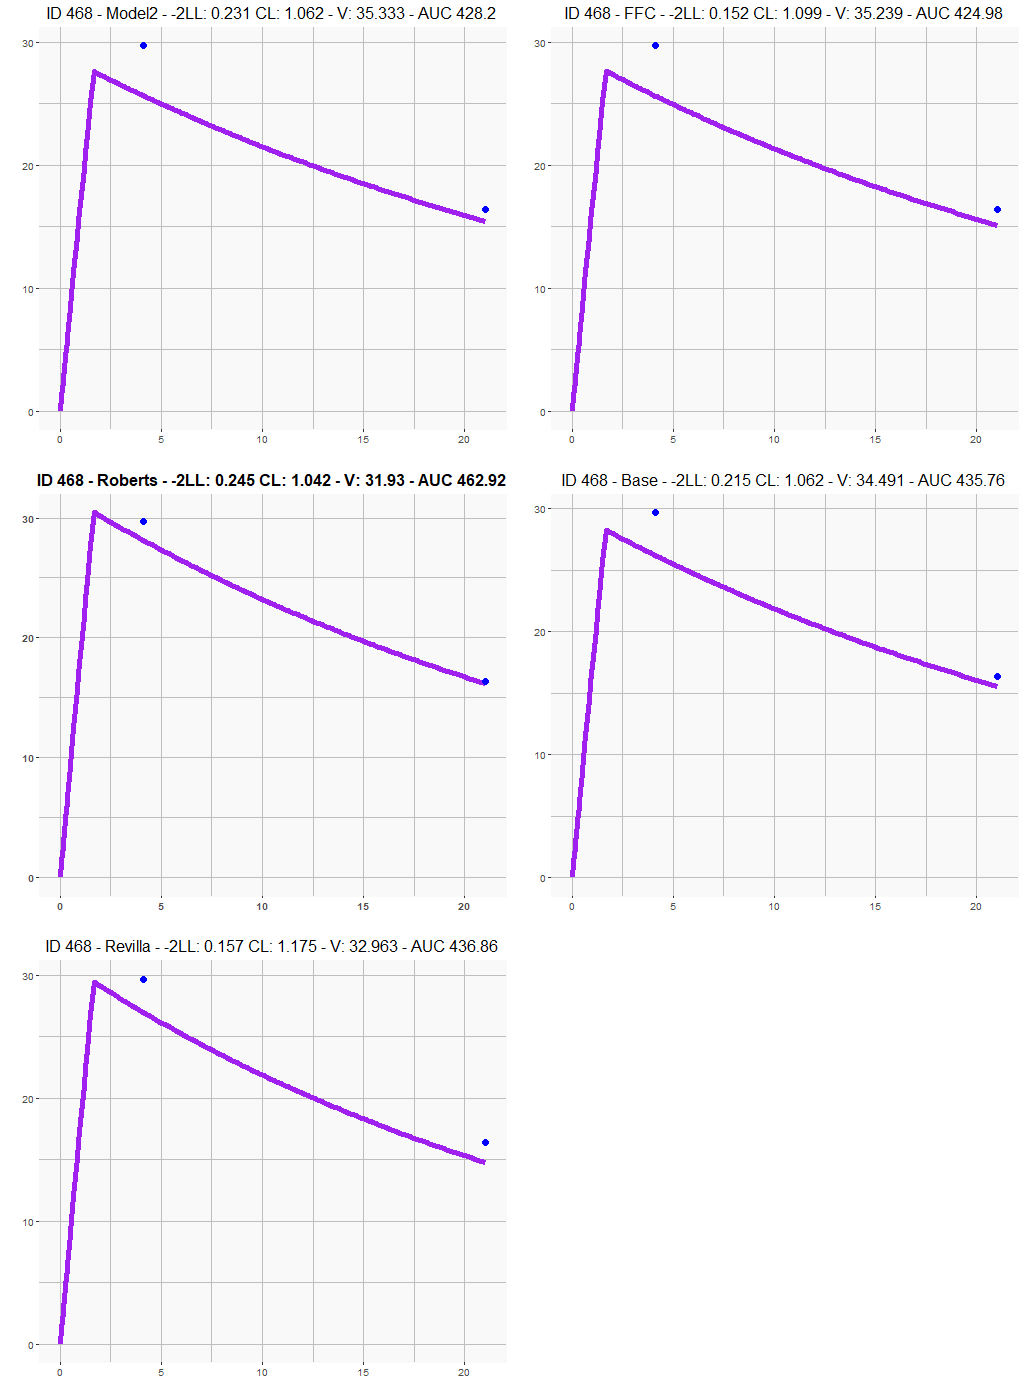 ID 468 - Model2 - -2LL: 0.231 CL: 1.062 - V: 35.333 - AUC 428.2
30
20
10
0
0 5 10 15 20
ID 468 - FFC - -2LL: 0.152 CL: 1.099 - V: 35.239 - AUC 424.98
30
20
10
0
0 5 10 15 20
ID 468 - Roberts - -2LL: 0.245 CL: 1.042 - V: 31.93 - AUC 462.92
30
20
10
0
0 5 10 15 20
ID 468 - Base - -2LL: 0.215 CL: 1.062 - V: 34.491 - AUC 435.76
30
20
10
0
0 5 10 15 20
ID 468 - Revilla - -2LL: 0.157 CL: 1.175 - V: 32.963 - AUC 436.86
30
20
10
0
0 5 10 15 20